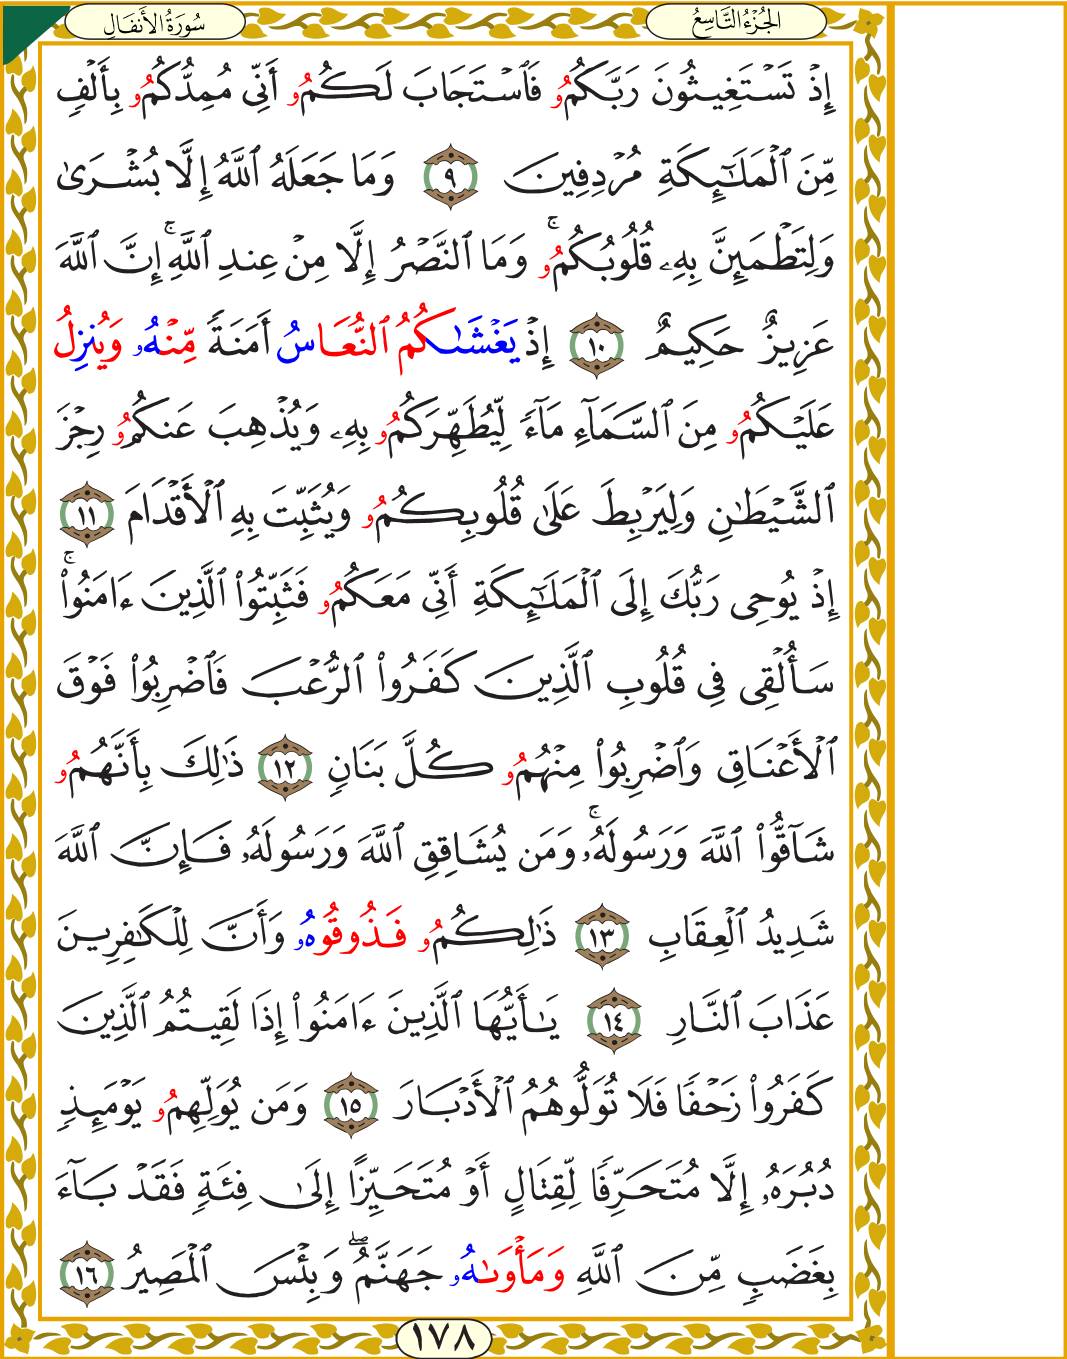 الجُزْءُ التَّاسِعُ
سُورَةُ الأَنفَالِ
إِذْ تَسْتَغِيثُونَ رَبَّكُمُۥ فَٱسْتَجَابَ لَكُمُۥ أَنِّي مُمِدُّكُمُۥ بِأَلْفٖ
مِّنَ ٱلْمَلَٰٓئِكَةِ مُرْدِفِينَ ٩ وَمَا جَعَلَهُ ٱللَّهُ إِلَّا بُشْرَىٰ
وَلِتَطْمَئِنَّ بِهِۦ قُلُوبُكُمُۥۚ وَمَا ٱلنَّصْرُ إِلَّا مِنْ عِندِ ٱللَّهِۚ إِنَّ ٱللَّهَ
عَزِيزٌ حَكِيمٌ ١٠ إِذْ يَغْشَىٰكُمُ ٱلنُّعَاسُ أَمَنَةٗ مِّنْهُۥ وَيُنزِلُ
عَلَيْكُمُۥ مِنَ ٱلسَّمَآءِ مَآءٗ لِّيُطَهِّرَكُمُۥ بِهِۦ وَيُذْهِبَ عَنكُمُۥ رِجْزَ
ٱلشَّيْطَٰنِ وَلِيَرْبِطَ عَلَىٰ قُلُوبِكُمُۥ وَيُثَبِّتَ بِهِ ٱلْأَقْدَامَ ١١
إِذْ يُوحِي رَبُّكَ إِلَى ٱلْمَلَٰٓئِكَةِ أَنِّي مَعَكُمُۥ فَثَبِّتُوا۟ ٱلَّذِينَ ءَامَنُوا۟ۚ
سَأُلْقِي فِي قُلُوبِ ٱلَّذِينَ كَفَرُوا۟ ٱلرُّعْبَ فَٱضْرِبُوا۟ فَوْقَ
ٱلْأَعْنَاقِ وَٱضْرِبُوا۟ مِنْهُمُۥ كُلَّ بَنَانٖ ١٢ ذَٰلِكَ بِأَنَّهُمُۥ
شَآقُّوا۟ ٱللَّهَ وَرَسُولَهُۥۚ وَمَن يُشَاقِقِ ٱللَّهَ وَرَسُولَهُۥ فَإِنَّ ٱللَّهَ
شَدِيدُ ٱلْعِقَابِ ١٣ ذَٰلِكُمُۥ فَذُوقُوهُۥ وَأَنَّ لِلْكَٰفِرِينَ
عَذَابَ ٱلنَّارِ ١٤ يَٰٓأَيُّهَا ٱلَّذِينَ ءَامَنُوا۟ إِذَا لَقِيتُمُ ٱلَّذِينَ
كَفَرُوا۟ زَحْفٗا فَلَا تُوَلُّوهُمُ ٱلْأَدْبَارَ ١٥ وَمَن يُوَلِّهِمُۥ يَوْمَئِذٖ
دُبُرَهُۥ إِلَّا مُتَحَرِّفٗا لِّقِتَالٍ أَوْ مُتَحَيِّزًا إِلَىٰ فِئَةٖ فَقَدْ بَآءَ
بِغَضَبٖ مِّنَ ٱللَّهِ وَمَأْوَىٰهُۥ جَهَنَّمُۖ وَبِئْسَ ٱلْمَصِيرُ ١٦
١٧٨